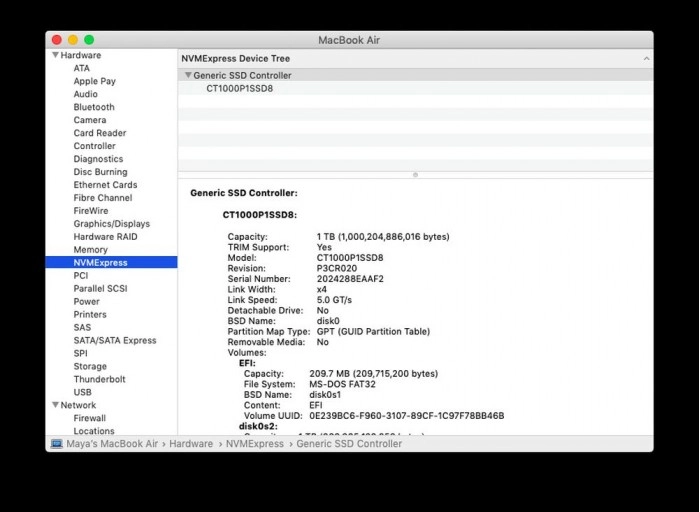 MacBook Air
Hardware
ATA
Apple Pay
Audio
Bluetooth
Camera
Card Reader
Controller
Diagnostics
Disc Burning
Ethernet Cards
Fibre Channel
FireWire
Graphics/Displays
Hardware RAID
Memory
NVMExpress
PCI
Parallel SCSI
Power
Printers
SAS
SATA/SATA Express
SPI
Storage
Thunderbolt
USB
Network
Firewall
Locations
NVMExpress Device Tree
Generic SSD Controller
CT1000P1SSD8
Generic SSD Controller:
CT1000P1SSD8:
Capacity: 1 TB (1,000,204,886,016 bytes)
TRIM Support: Yes
Model: CT1000P1SSD8
Revision: P3CR020
Serial Number: 2024288EAAF2
Link Width: x4
Link Speed: 5.0 GT/s
Detachable Drive: No
BSD Name: disk0
Partition Map Type: GPT (GUID Partition Table)
Removable Media: No
Volumes:
EFI:
Capacity: 209.7 MB (209,715,200 bytes)
File System: MS-DOS FAT32
BSD Name: disk0s1
Content: EFI
Volume UUID: 0E239BC6-F960-3107-89CF-1C97F78BB46B
disk0s2:
Maya's MacBook Air › Hardware › NVMExpress › Generic SSD Controller